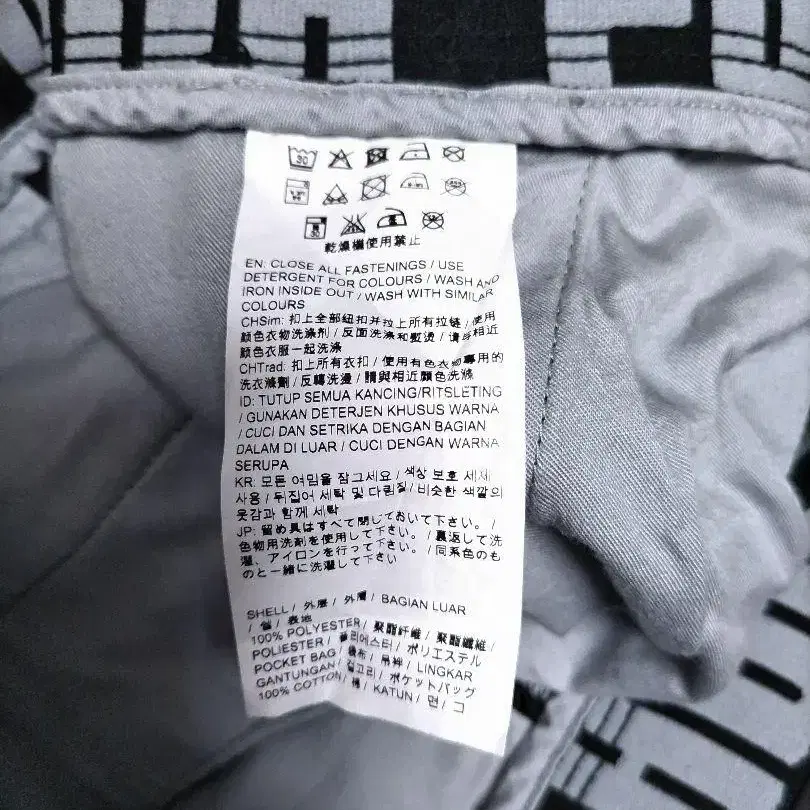 30
30
乾燥機使用禁止
EN: CLOSE ALL FASTENINGS / USE
DETERGENT FOR COLOURS / WASH AND
IRON INSIDE OUT / WASH WITH SIMILAR
COLOURS
CHSim: 扣上全部纽扣并拉上所有拉链 / 使用
颜色衣物洗涤剂 / 反面洗涤和熨烫 / 请与相近
颜色衣服一起洗涤
CHTrad: 扣上所有衣扣 / 使用有色衣物專用的
洗衣滌劑 / 反轉洗燙 / 請與相近顏色洗滌
ID: TUTUP SEMUA KANCING/RITSLETING
/ GUNAKAN DETERJEN KHUSUS WARNA
/ CUCI DAN SETRIKA DENGAN BAGIAN
DALAM DI LUAR / CUCI DENGAN WARNA
SERUPA
KR: 모든 여밈을 잠그세요 / 색상 보호 세제
사용 / 뒤집어 세탁 및 다림질 / 비슷한 색깔의
옷감과 함께 세탁
JP: 留め具はすべて閉じておいて下さい。 /
色物用洗剤を使用して下さい。 / 裏返して洗
濯、アイロンを行って下さい。 / 同系色のも
のと一緒に洗濯して下さい
SHELL / 外层 / 外層 / BAGIAN LUAR
/ 겉 / 表地
100% POLYESTER / 聚酯纤维 / 聚酯纖維 /
POLIESTER / 폴리에스터 / ポリエステル
POCKET BAG / 袋布 / LINGKAR
GANTUNGAN / 걸고리 / ポケットバッグ
100% COTTON / 棉 / KATUN / 면 / コ